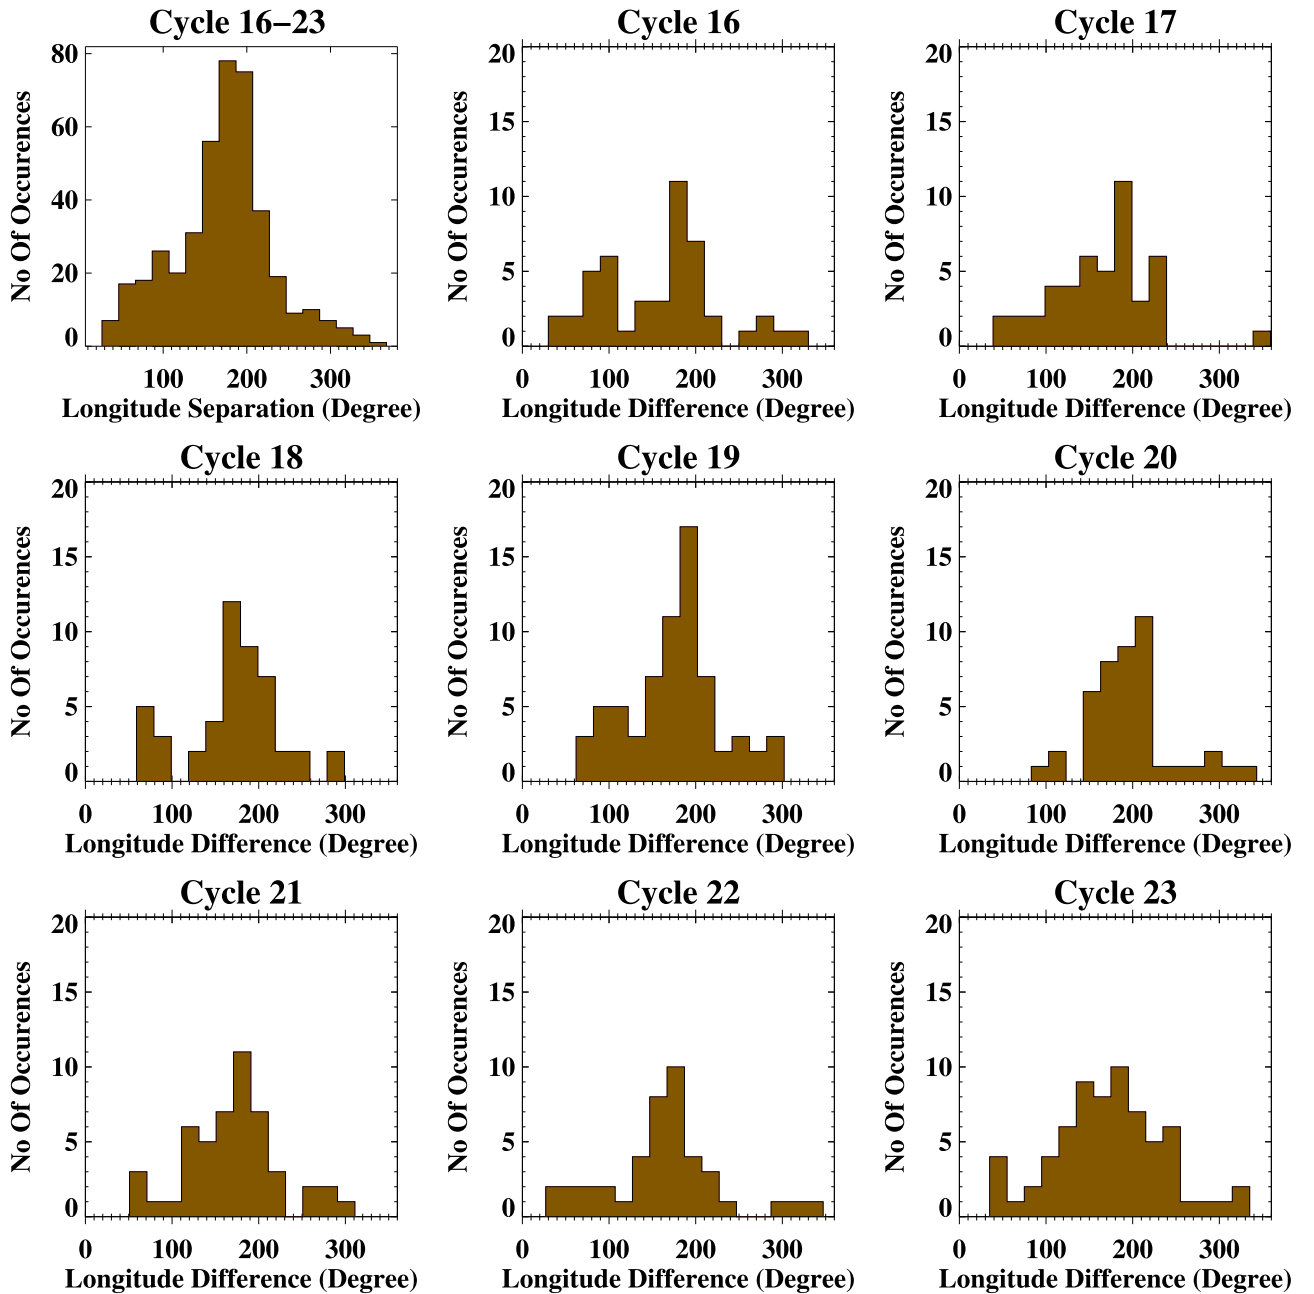 Cycle 16−23
80
60
40
20
0
No Of Occurences
100 200 300
Longitude Separation (Degree)
Cycle 16
20
15
10
5
0
No Of Occurences
0 100 200 300
Longitude Difference (Degree)
Cycle 17
20
15
10
5
0
No Of Occurences
0 100 200 300
Longitude Difference (Degree)
Cycle 18
20
15
10
5
0
No Of Occurences
0 100 200 300
Longitude Difference (Degree)
Cycle 19
20
15
10
5
0
No Of Occurences
0 100 200 300
Longitude Difference (Degree)
Cycle 20
20
15
10
5
0
No Of Occurences
0 100 200 300
Longitude Difference (Degree)
Cycle 21
20
15
10
5
0
No Of Occurences
0 100 200 300
Longitude Difference (Degree)
Cycle 22
20
15
10
5
0
No Of Occurences
0 100 200 300
Longitude Difference (Degree)
Cycle 23
20
15
10
5
0
No Of Occurences
0 100 200 300
Longitude Difference (Degree)